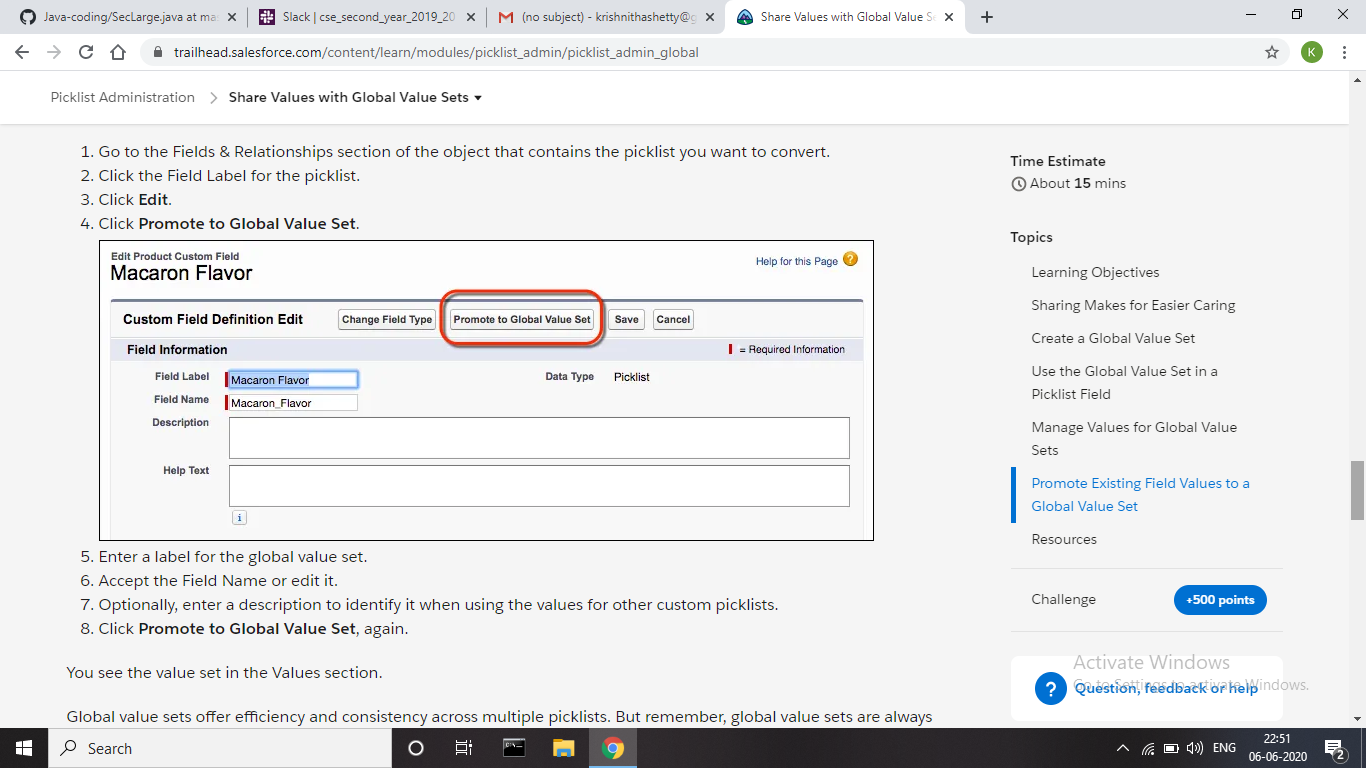 Java-coding/SecLarge.java at mas
Slack | cse_second_year_2019_20
(no subject) - krishnithashetty@g
Share Values with Global Value Se
trailhead.salesforce.com/content/learn/modules/picklist_admin/picklist_admin_global
K
Picklist Administration > Share Values with Global Value Sets
1. Go to the Fields & Relationships section of the object that contains the picklist you want to convert.
2. Click the Field Label for the picklist.
3. Click Edit.
4. Click Promote to Global Value Set.
Edit Product Custom Field
Macaron Flavor
Help for this Page ?
Custom Field Definition Edit
Change Field Type
Promote to Global Value Set
Save
Cancel
Field Information
= Required Information
Field Label Macaron Flavor
Data Type Picklist
Field Name Macaron_Flavor
Description
Help Text
i
5. Enter a label for the global value set.
6. Accept the Field Name or edit it.
7. Optionally, enter a description to identify it when using the values for other custom picklists.
8. Click Promote to Global Value Set, again.
You see the value set in the Values section.
Global value sets offer efficiency and consistency across multiple picklists. But remember, global value sets are always
Time Estimate
About 15 mins
Topics
Learning Objectives
Sharing Makes for Easier Caring
Create a Global Value Set
Use the Global Value Set in a
Picklist Field
Manage Values for Global Value
Sets
Promote Existing Field Values to a
Global Value Set
Resources
Challenge
+500 points
Activate Windows
Go to Settings to activate Windows.
? Question, feedback or help
Search
ENG
22:51
06-06-2020
2